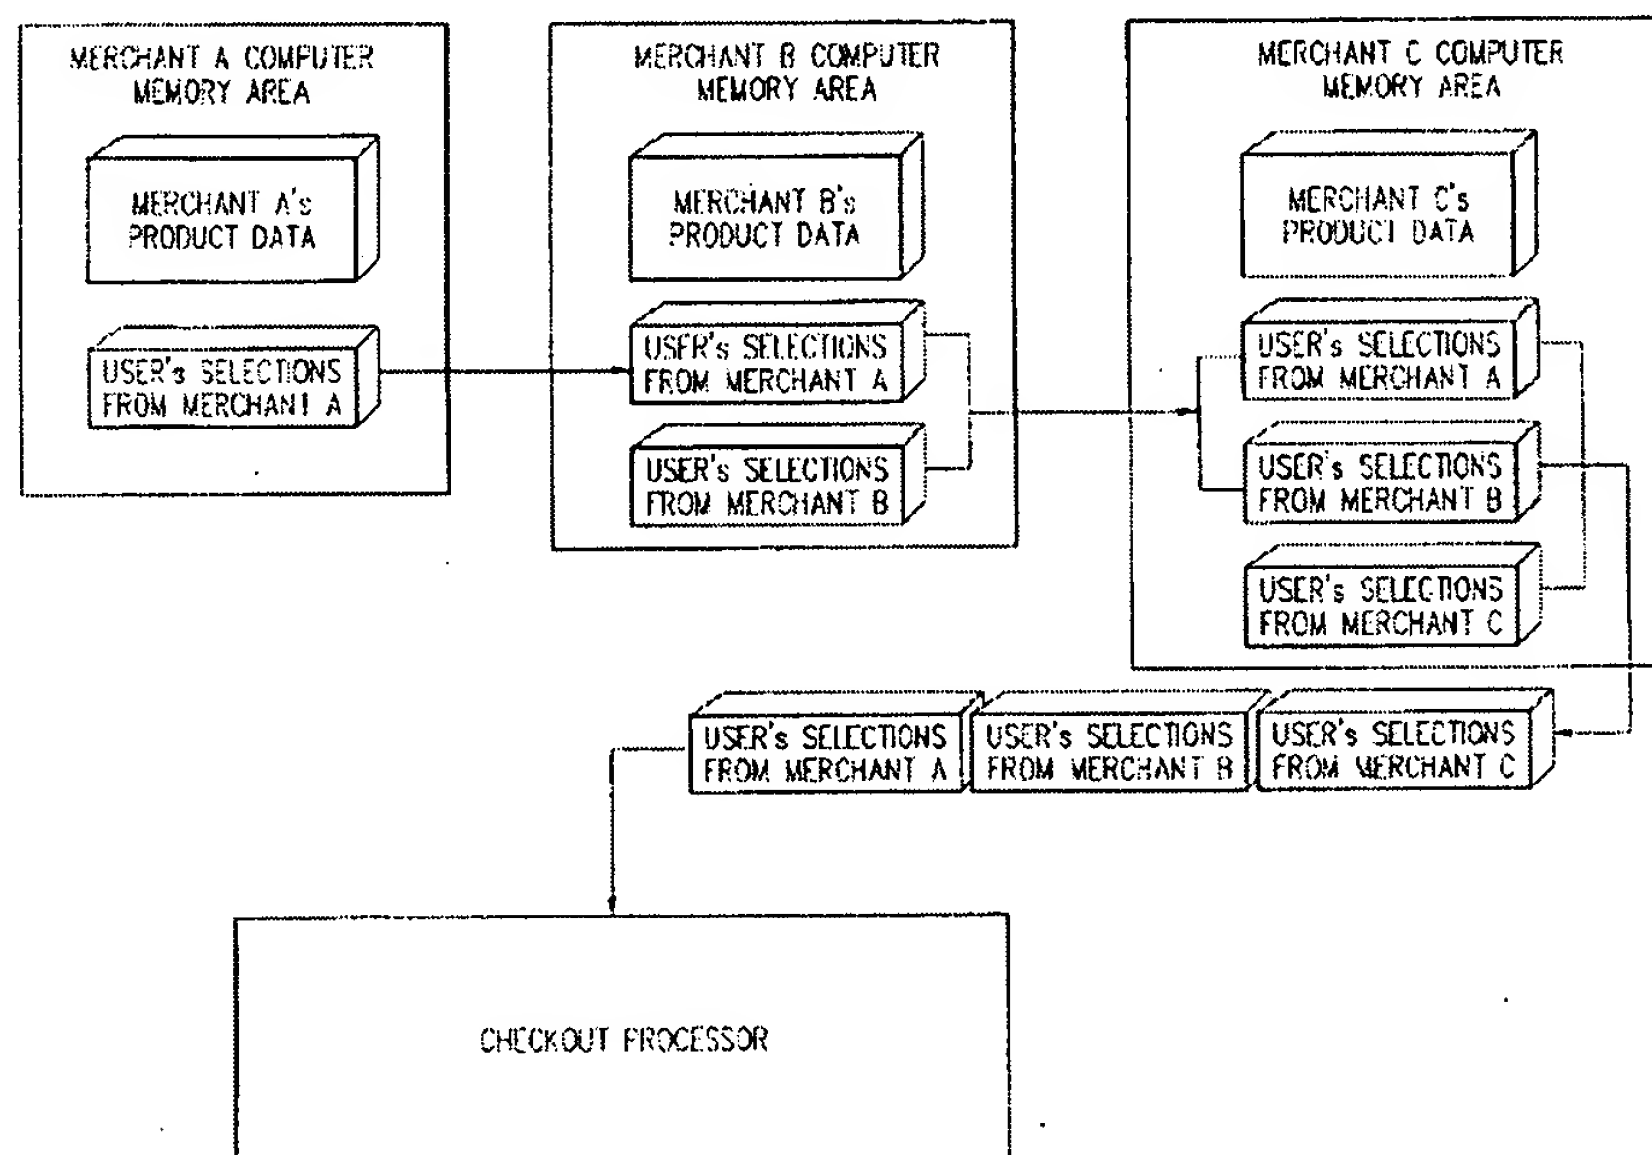 MERCHANT A COMPUTER
MEMORY AREA
MERCHANT A's
PRODUCT DATA
USER's SELECTIONS
FROM MERCHANT A
MERCHANT B COMPUTER
MEMORY AREA
MERCHANT B's
PRODUCT DATA
USER's SELECTIONS
FROM MERCHANT A
USER's SELECTIONS
FROM MERCHANT B
MERCHANT C COMPUTER
MEMORY AREA
MERCHANT C's
PRODUCT DATA
USER's SELECTIONS
FROM MERCHANT A
USER's SELECTIONS
FROM MERCHANT B
USER's SELECTIONS
FROM MERCHANT C
USER's SELECTIONS
FROM MERCHANT A
USER's SELECTIONS
FROM MERCHANT B
USER's SELECTIONS
FROM MERCHANT C
CHECKOUT PROCESSOR